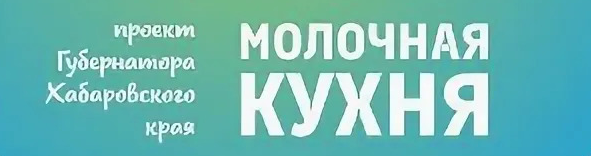 проект
Губернатора
Хабаровского
края
МОЛОЧНАЯ
КУХНЯ